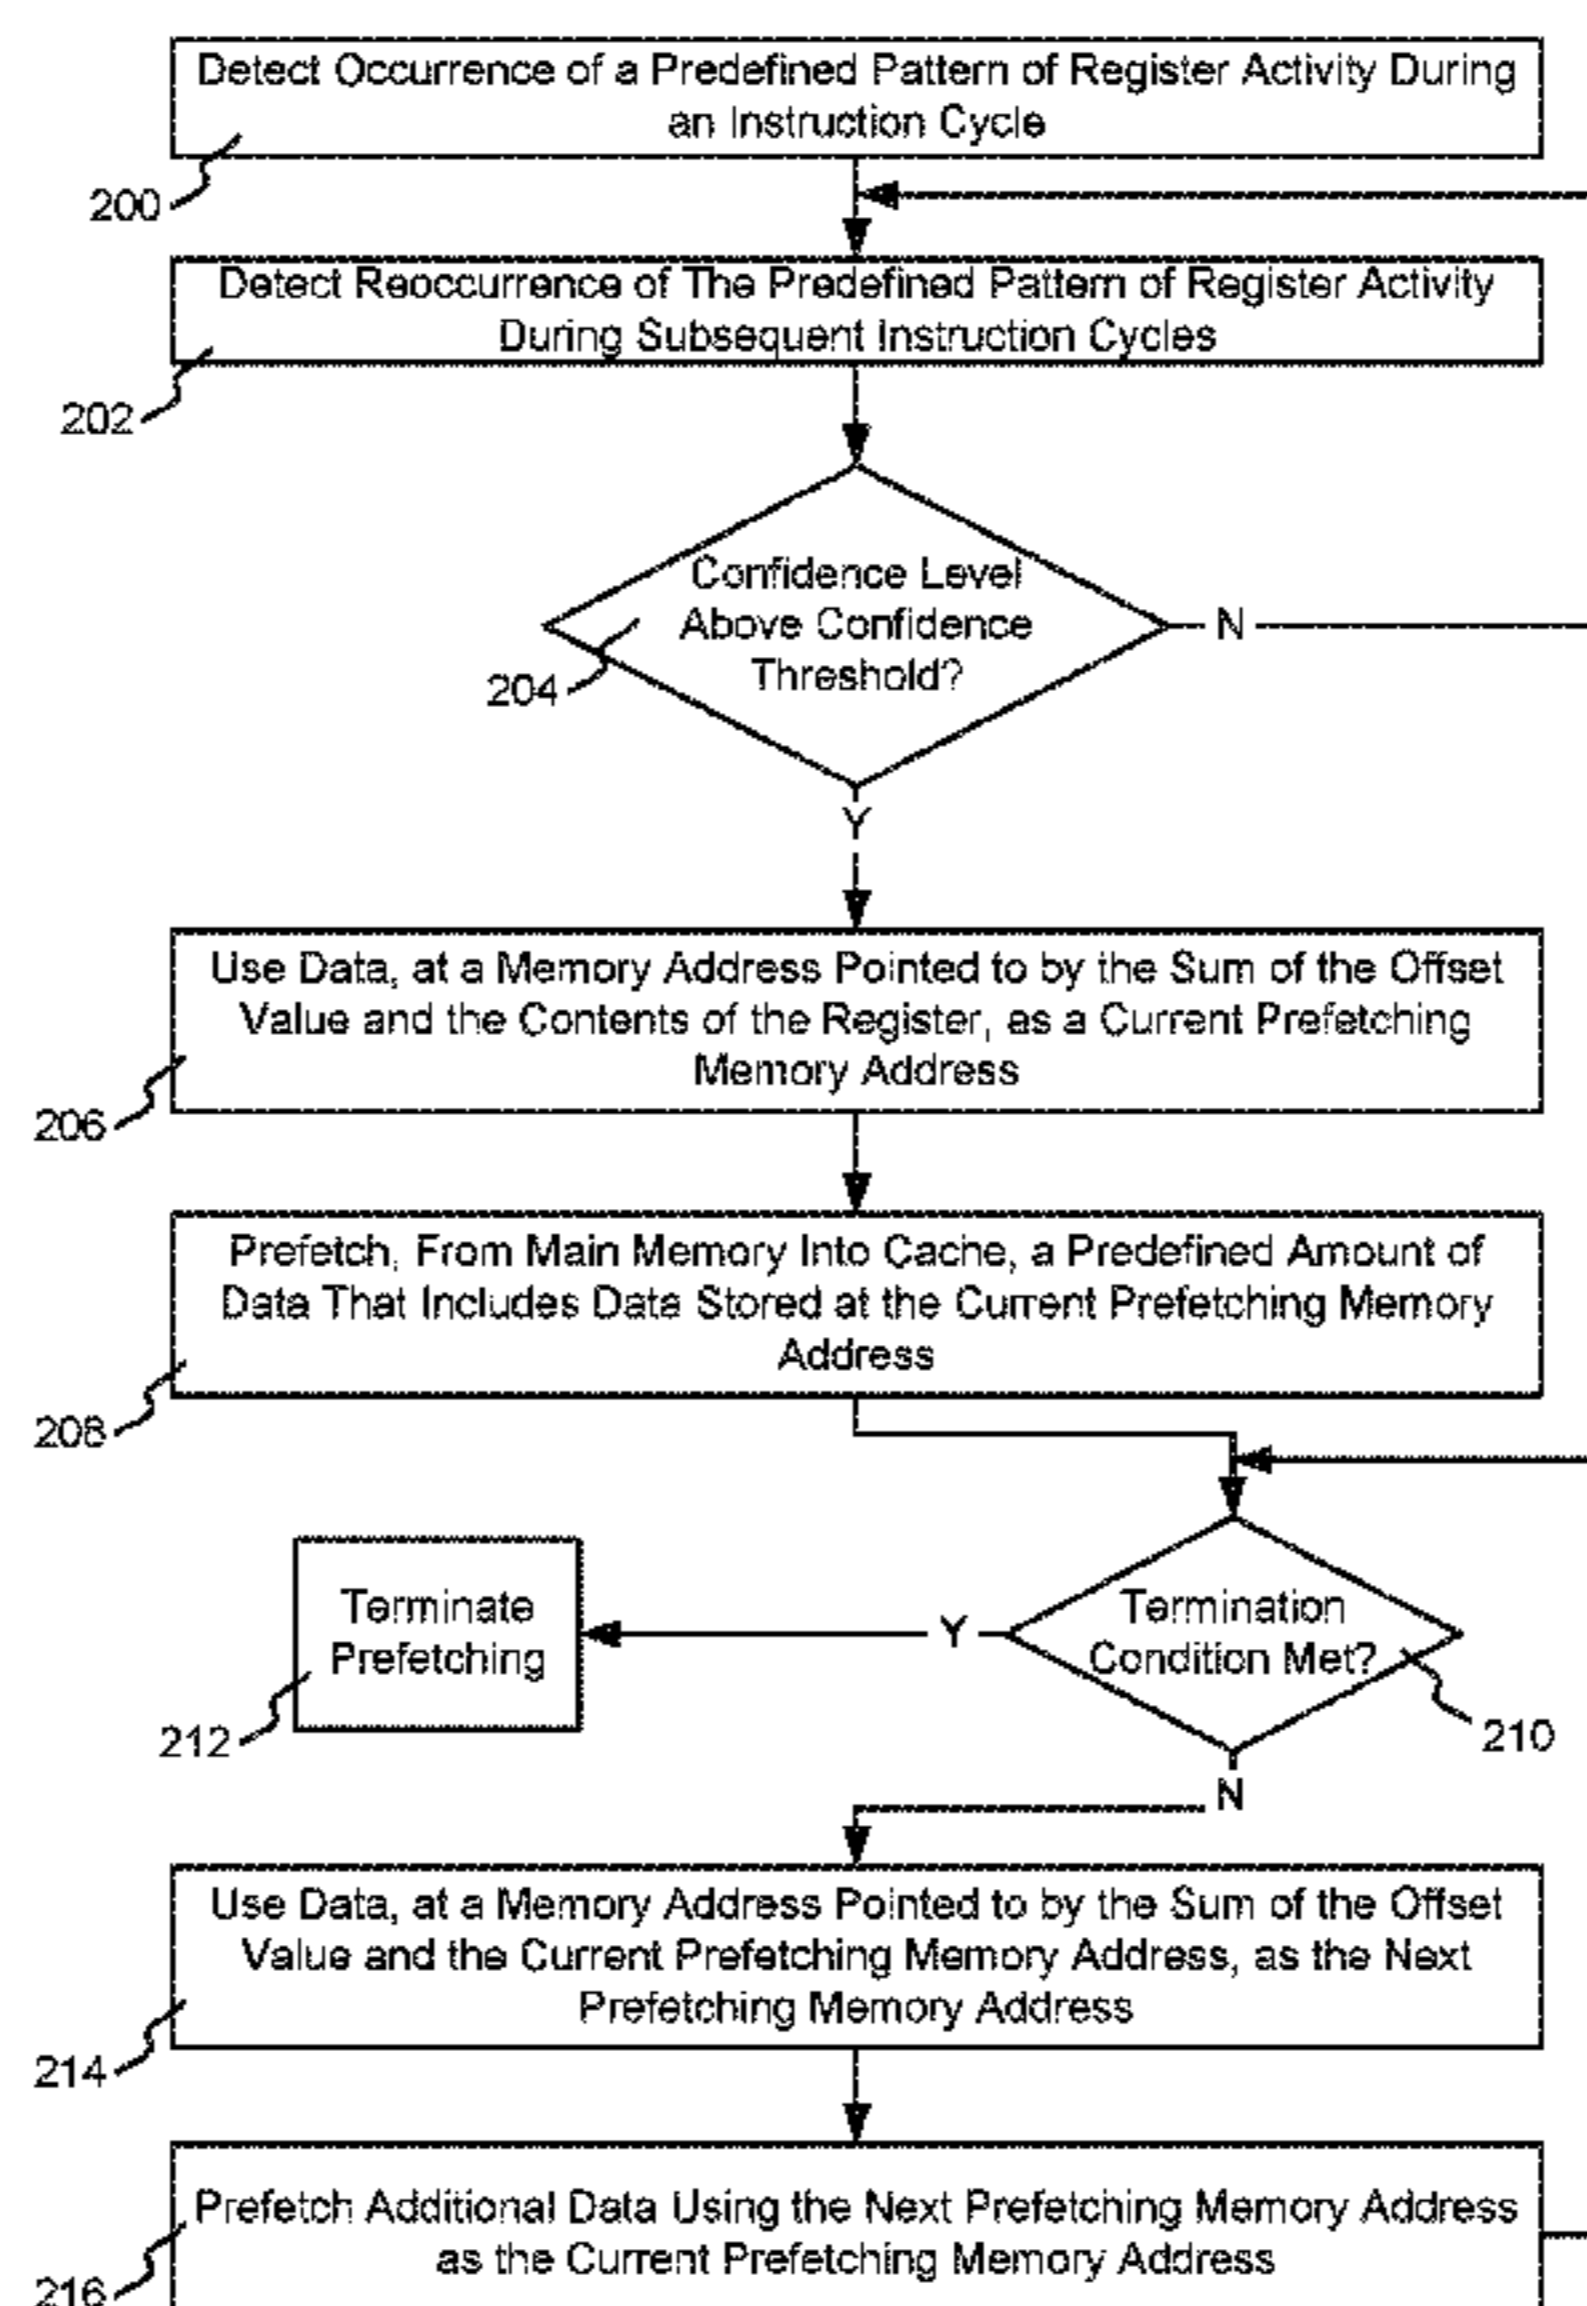 Detect Occurrence of a Predefined Pattern of Register Activity During
an Instruction Cycle
200
Detect Reoccurrence of The Predefined Pattern of Register Activity
During Subsequent Instruction Cycles
202
Confidence Level
Above Confidence
Threshold?
N
204
Y
Use Data, at a Memory Address Pointed to by the Sum of the Offset
Value and the Contents of the Register, as a Current Prefetching
Memory Address
206
Prefetch, From Main Memory Into Cache, a Predefined Amount of
Data That Includes Data Stored at the Current Prefetching Memory
Address
208
Terminate
Prefetching
212
Y
Termination
Condition Met?
210
N
Use Data, at a Memory Address Pointed to by the Sum of the Offset
Value and the Current Prefetching Memory Address, as the Next
Prefetching Memory Address
214
Prefetch Additional Data Using the Next Prefetching Memory Address
as the Current Prefetching Memory Address
216